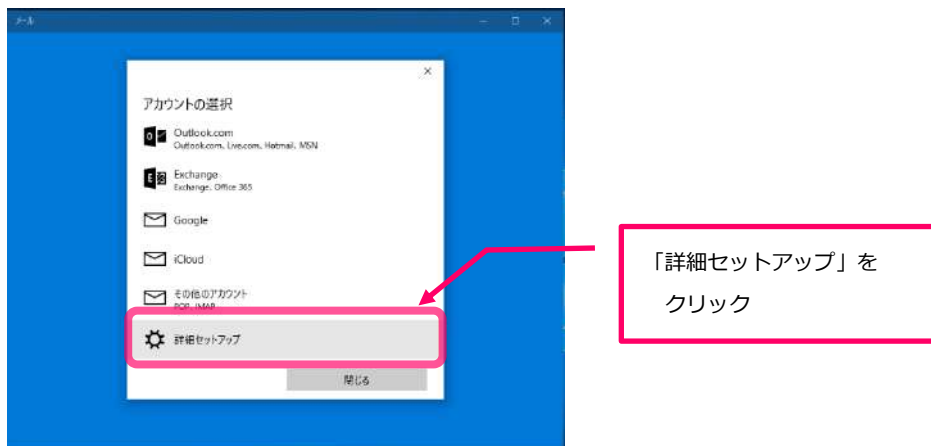 メール
アカウントの選択
Outlook.com
Outlook.com、Live.com、Hotmail、MSN
Exchange
Exchange、Office 365
Google
iCloud
その他のアカウント
POP、IMAP
詳細セットアップ
閉じる
「詳細セットアップ」を
クリック